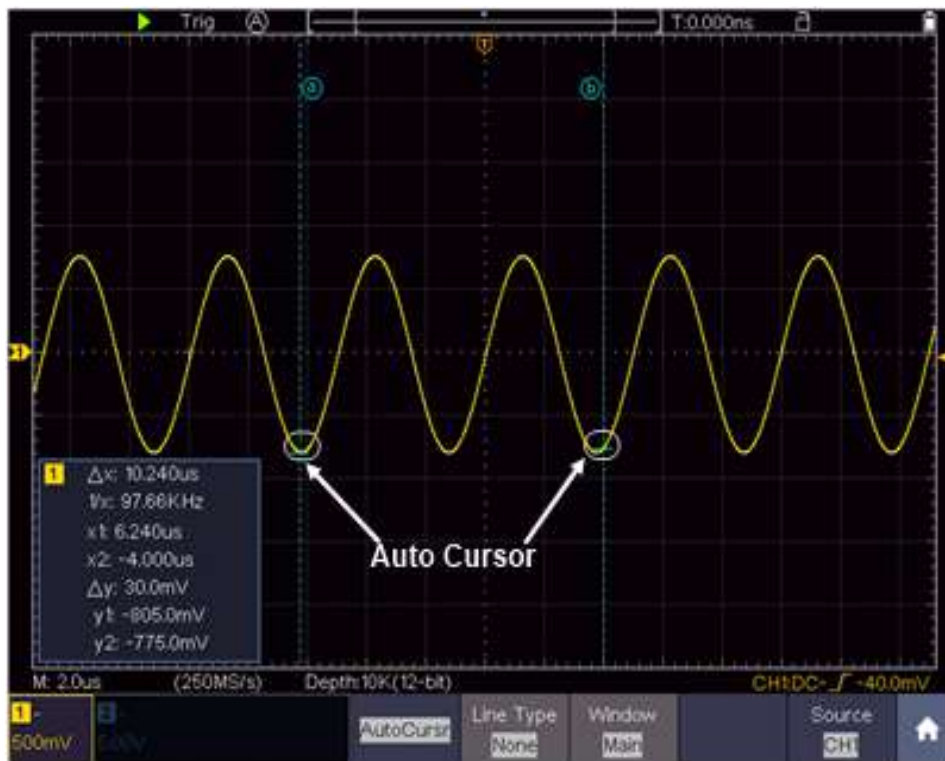 Trig A T:0.000ns
T
a b
1
1 Δx: 10.240us
1/x: 97.66KHz
x1: 6.240us
x2: -4.000us
Δy: 30.0mV
y1: -805.0mV
y2: -775.0mV
Auto Cursor
M: 2.0us (250MS/s) Depth:10K(12-bit) CH1:DC- -40.0mV
1 - AutoCursr Line Type Window Source
500mV None Main CH1